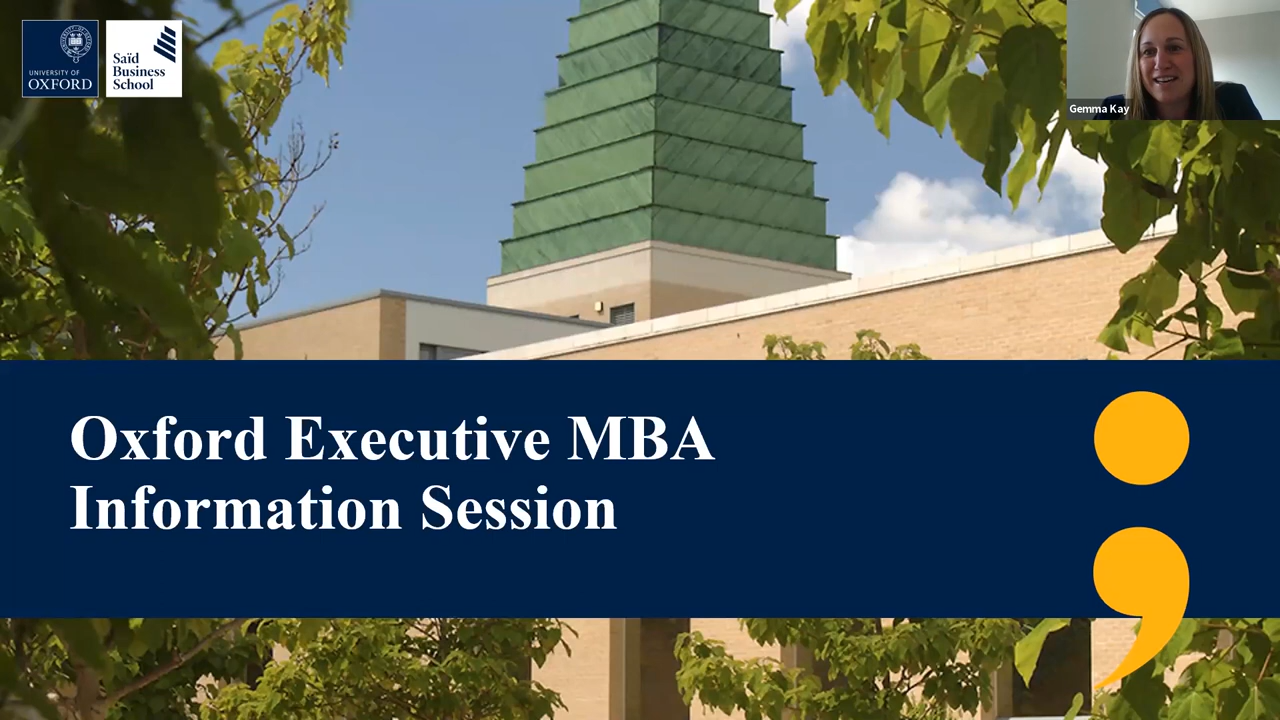 UNIVERSITY OF
OXFORD
Saïd
Business
School
Gemma Kay
Oxford Executive MBA
Information Session
;